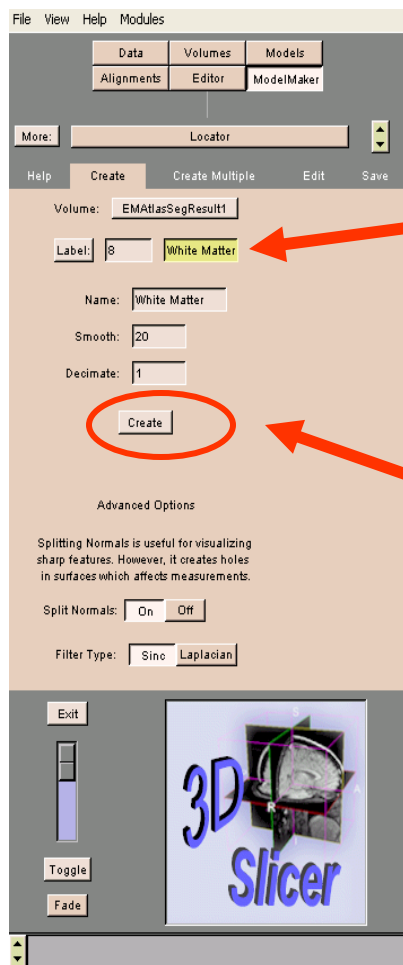 File View Help Modules
Data Volumes Models
Alignments Editor ModelMaker
More: Locator
Help Create Create Multiple Edit Save
Volume: EMAtlasSegResult1
Label: 8 White Matter
Name: White Matter
Smooth: 20
Decimate: 1
Create
Advanced Options
Splitting Normals is useful for visualizing
sharp features. However, it creates holes
in surfaces which affects measurements.
Split Normals: On Off
Filter Type: Sinc Laplacian
Exit
S
A
R
I
3D
Slicer
Toggle
Fade